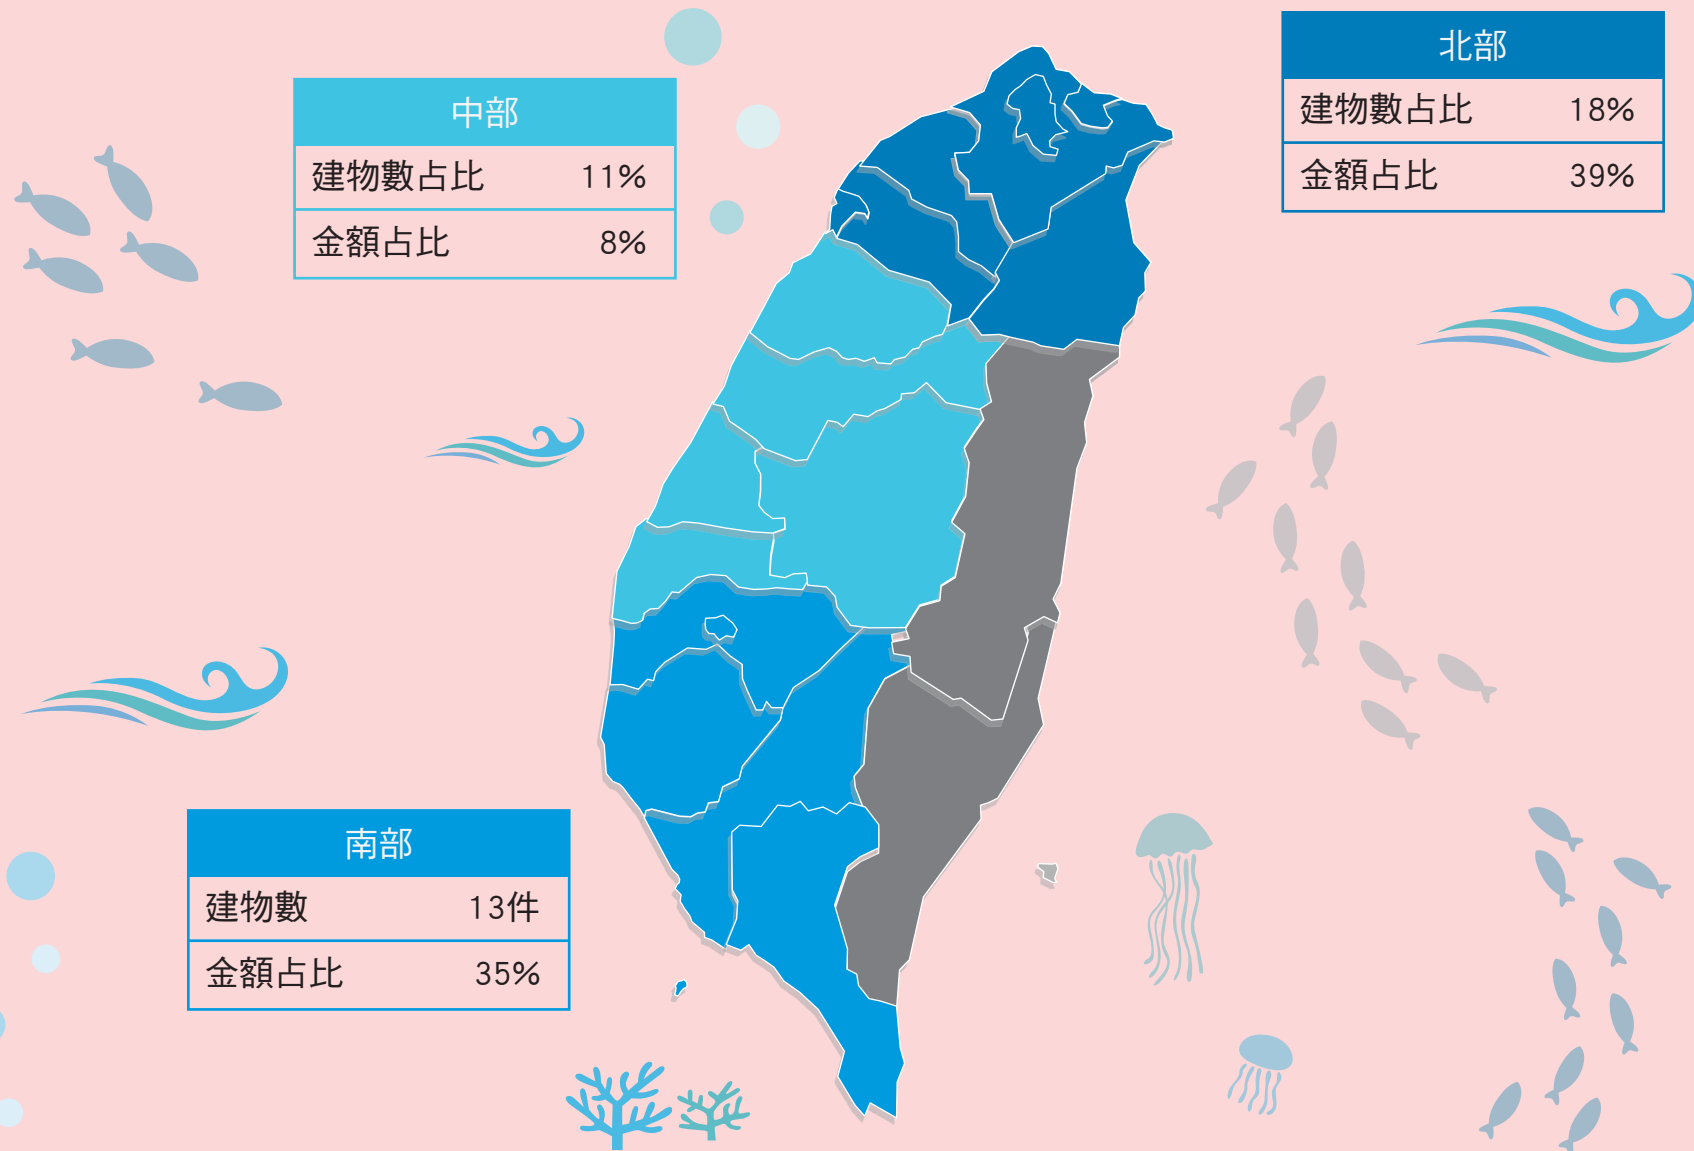 北部
建物數占比 18%
金額占比 39%
中部
建物數占比 11%
金額占比 8%
南部
建物數 13件
金額占比 35%